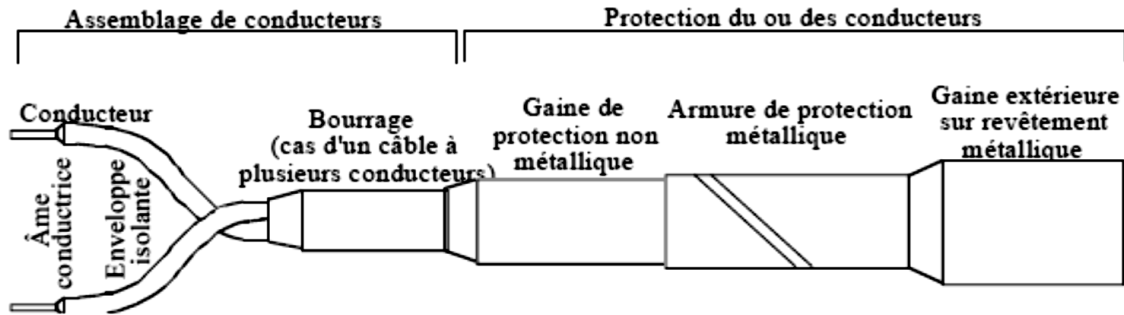 Assemblage de conducteurs
Protection du ou des conducteurs
Conducteur
Âme
conductrice
Enveloppe
isolante
Bourrage
(cas d'un câble à
plusieurs conducteurs)
Gaine de
protection non
métallique
Armure de protection
métallique
Gaine extérieure
sur revêtement
métallique